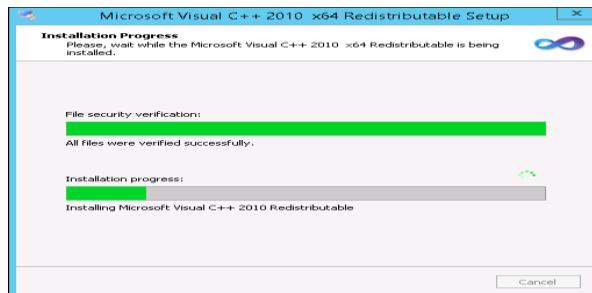 Microsoft Visual C++ 2010 x64 Redistributable Setup
Installation Progress
Please, wait while the Microsoft Visual C++ 2010 x64 Redistributable is being
installed.
File security verification:
All files were verified successfully.
Installation progress:
Installing Microsoft Visual C++ 2010 Redistributable
Cancel